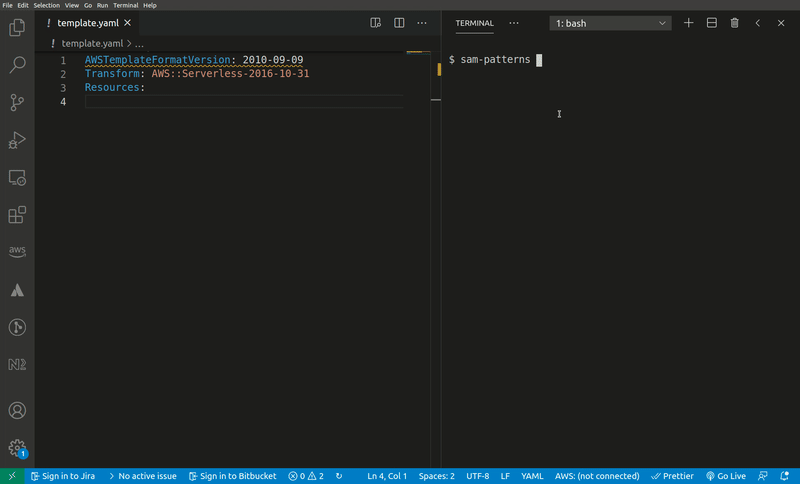 File Edit Selection View Go Run Terminal Help
! template.yaml ×
! template.yaml > ...
1 AWSTemplateFormatVersion: 2010-09-09
2 Transform: AWS::Serverless-2016-10-31
3 Resources:
4
TERMINAL ... 1: bash
$ sam-patterns
aws
1
Sign in to Jira No active issue Sign in to Bitbucket 0 2 Ln 4, Col 1 Spaces: 2 UTF-8 LF YAML AWS: (not connected) Prettier Go Live